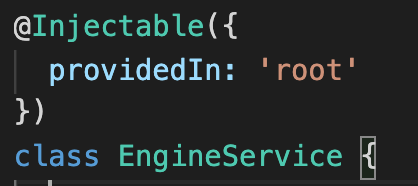 @Injectable({
  providedIn: 'root'
})
class EngineService {